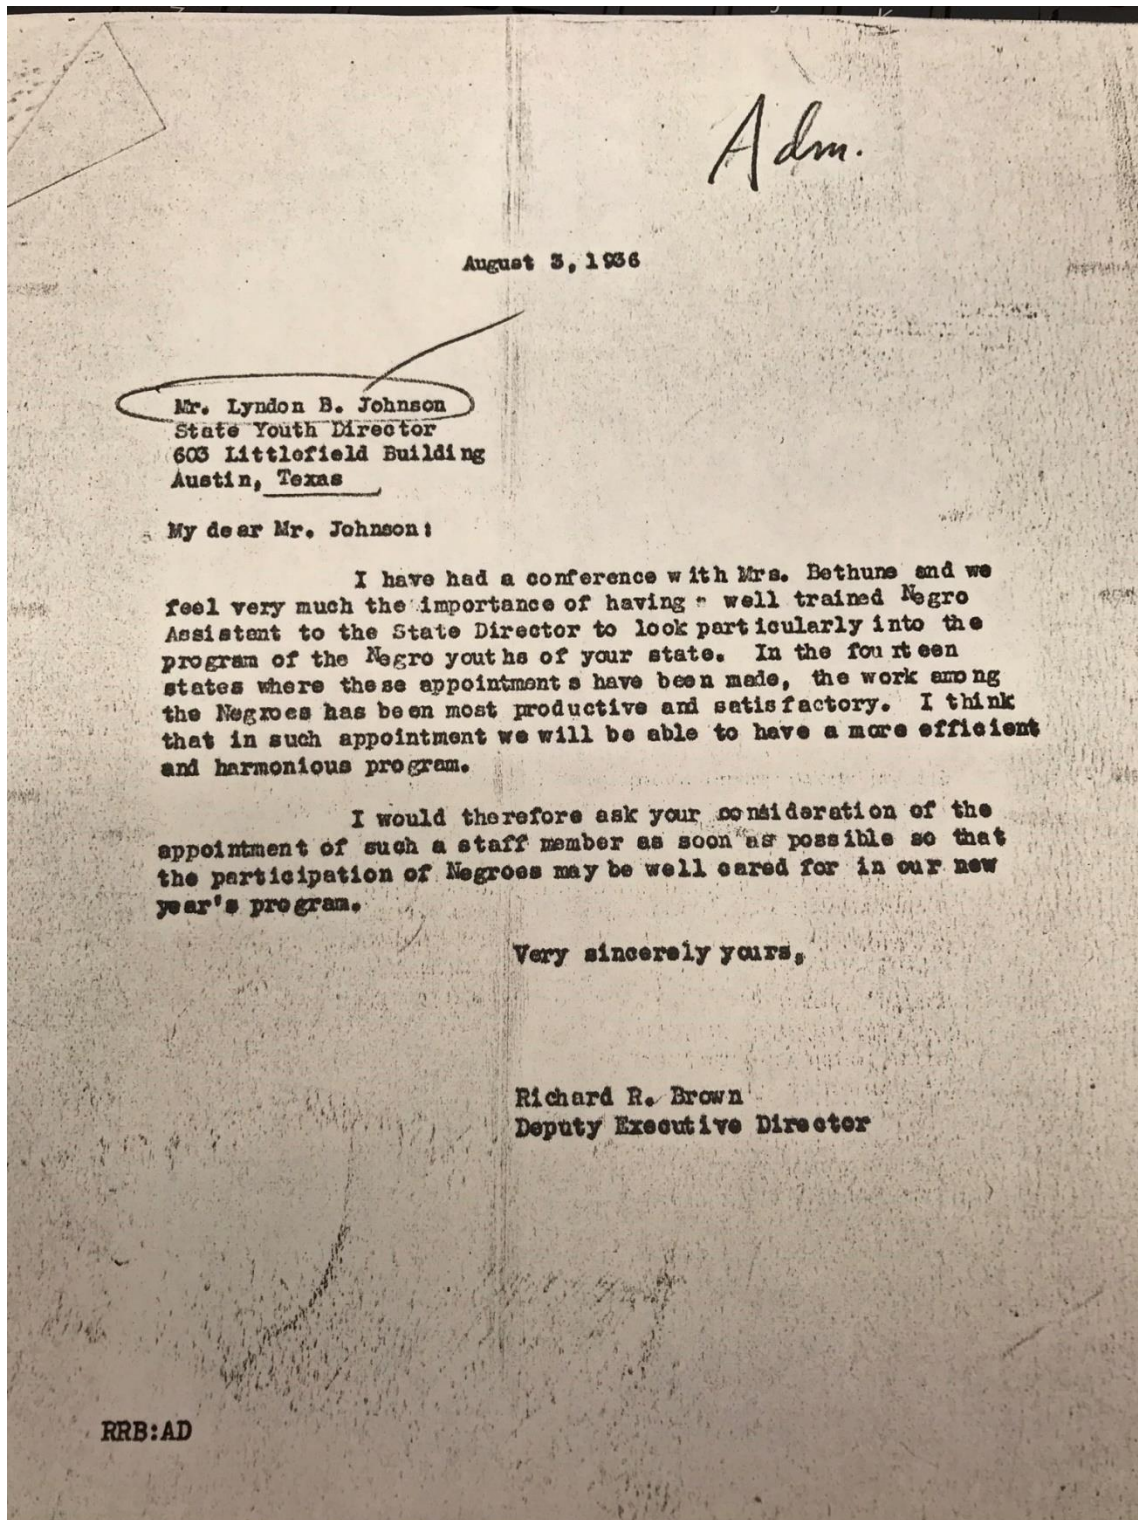 Adm.
August 3, 1936
Mr. Lyndon B. Johnson
State Youth Director
603 Littlefield Building
Austin, Texas
My dear Mr. Johnson:
I have had a conference with Mrs. Bethune and we
feel very much the importance of having a well trained Negro
Assistant to the State Director to look particularly into the
program of the Negro youths of your state. In the fourteen
states where these appointments have been made, the work among
the Negroes has been most productive and satisfactory. I think
that in such appointment we will be able to have a more efficient
and harmonious program.
I would therefore ask your consideration of the
appointment of such a staff member as soon as possible so that
the participation of Negroes may be well cared for in our new
year's program.
Very sincerely yours,
Richard R. Brown
Deputy Executive Director
RRB:AD